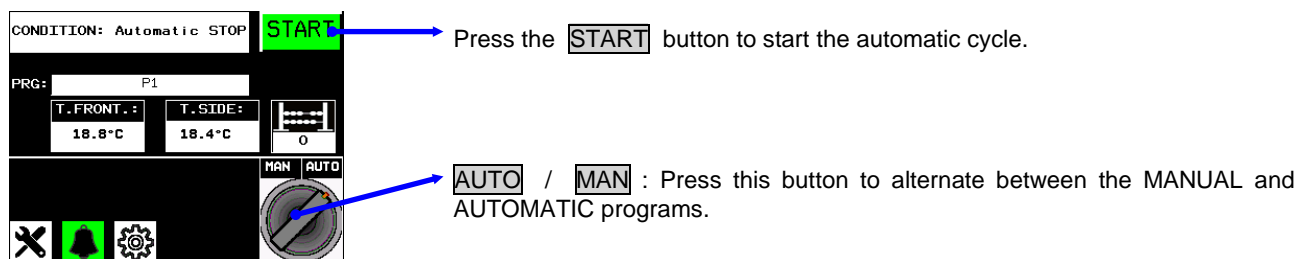 CONDITION: Automatic STOP
START
Press the START button to start the automatic cycle.
PRG:
P1
T.FRONT.:
T.SIDE:
18.8°C
18.4°C
0
MAN
AUTO
AUTO / MAN : Press this button to alternate between the MANUAL and
AUTOMATIC programs.